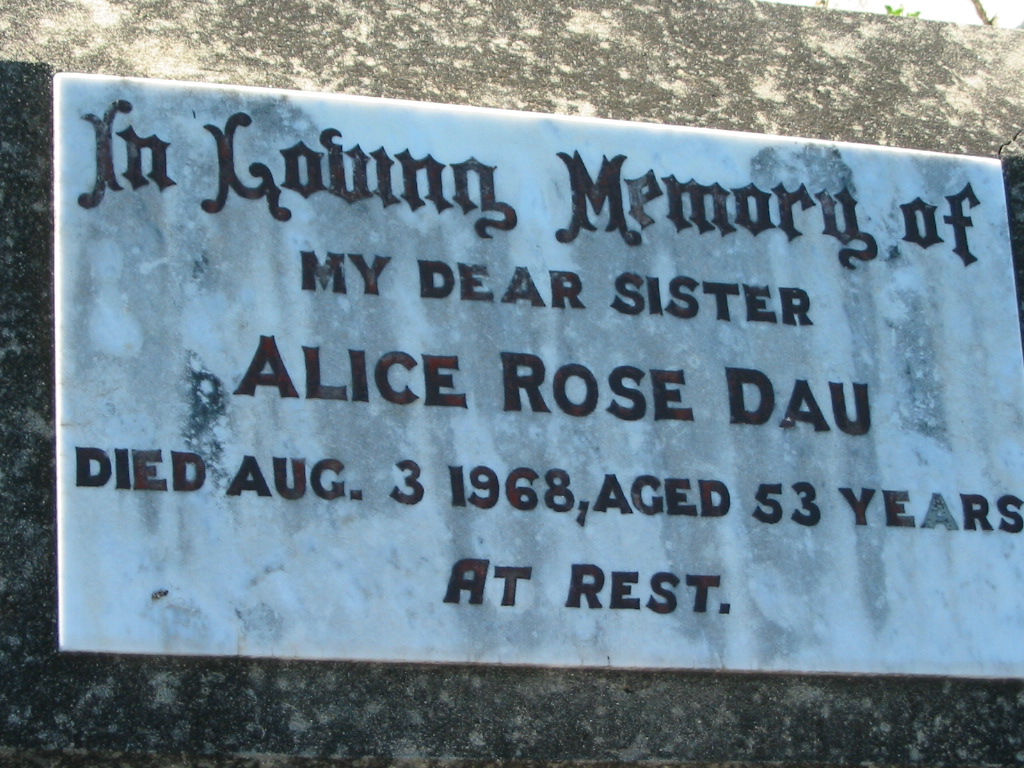 In Loving Memory of
MY DEAR SISTER
ALICE ROSE DAU
DIED AUG. 3 1968, AGED 53 YEARS
AT REST.